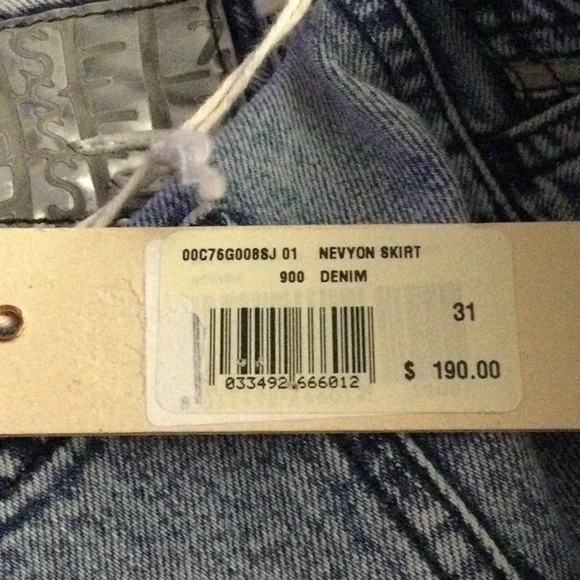 00C76G008SJ 01 NEVYON SKIRT
900 DENIM
31
033492 666012
$ 190.00